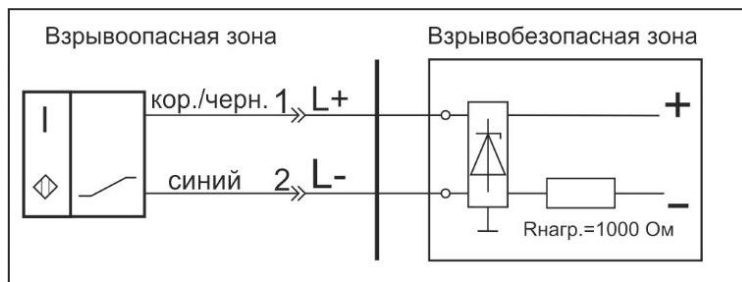 Взрывоопасная зона
Взрывобезопасная зона
I
кор./черн. 1 L+
+
синий 2 L-
–
Rнагр.=1000 Ом